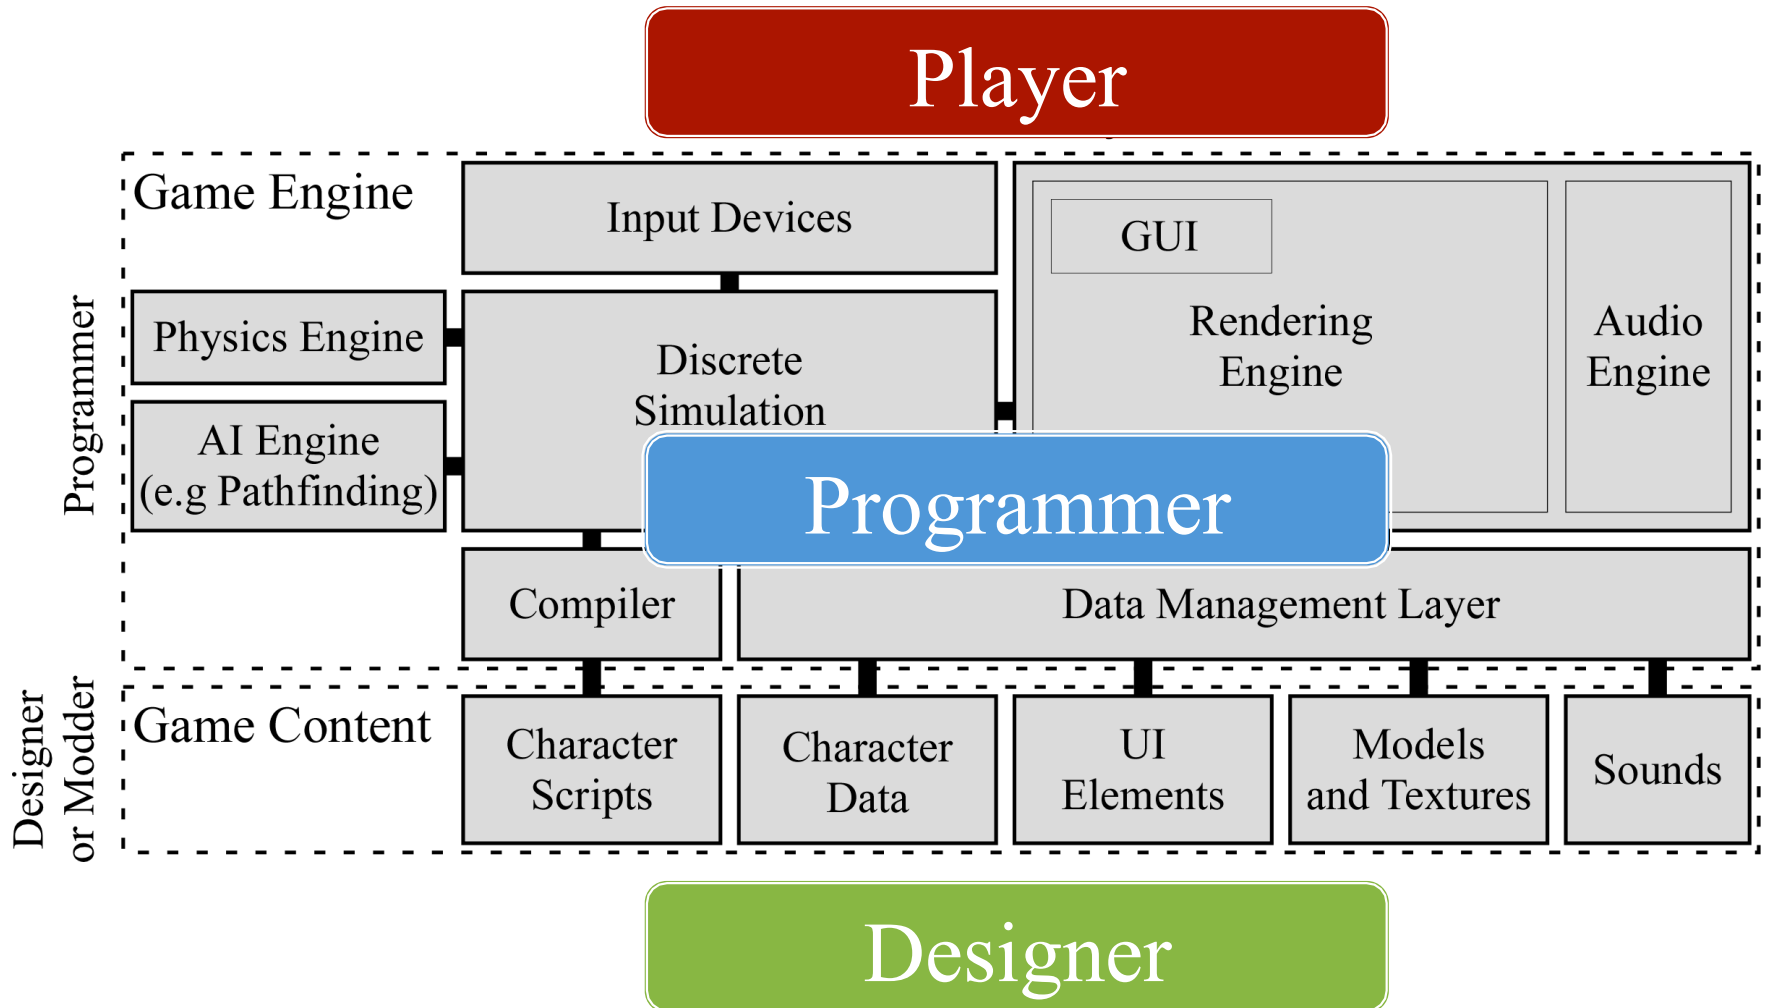 Player
Game Engine
Input Devices
GUI
Rendering
Engine
Audio
Engine
Physics Engine
Discrete
Simulation
AI Engine
(e.g Pathfinding)
Programmer
Programmer
Compiler
Data Management Layer
Designer
or Modder
Game Content
Character
Scripts
Character
Data
UI
Elements
Models
and Textures
Sounds
Designer